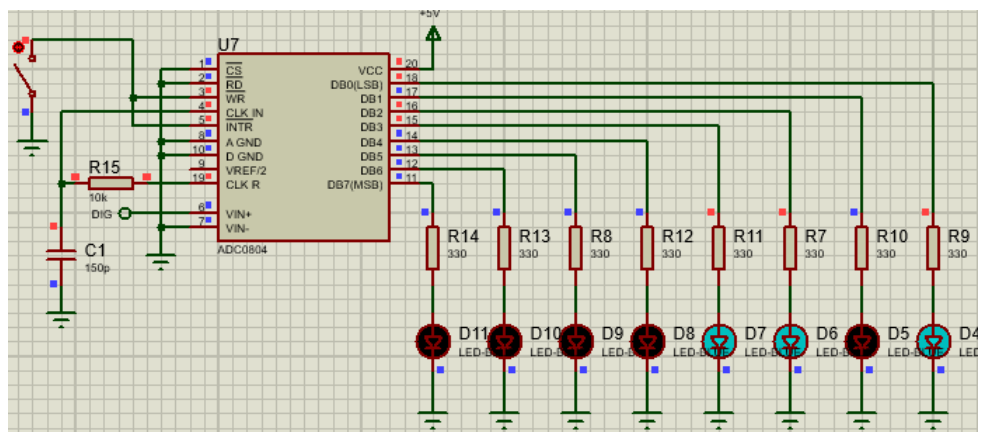 +5V
U7
1 CS VCC 20
2 RD DB0(LSB) 18
3 WR DB1 17
4 CLK IN DB2 16
5 INTR DB3 15
8 A GND DB4 14
10 D GND DB5 13
9 VREF/2 DB6 12
19 CLK R DB7(MSB) 11
6 VIN+
7 VIN-
ADC0804
R15
10k
DIG
C1
150p
R14 R13 R8 R12 R11 R7 R10 R9
330 330 330 330 330 330 330 330
D11 D10 D9 D8 D7 D6 D5 D4